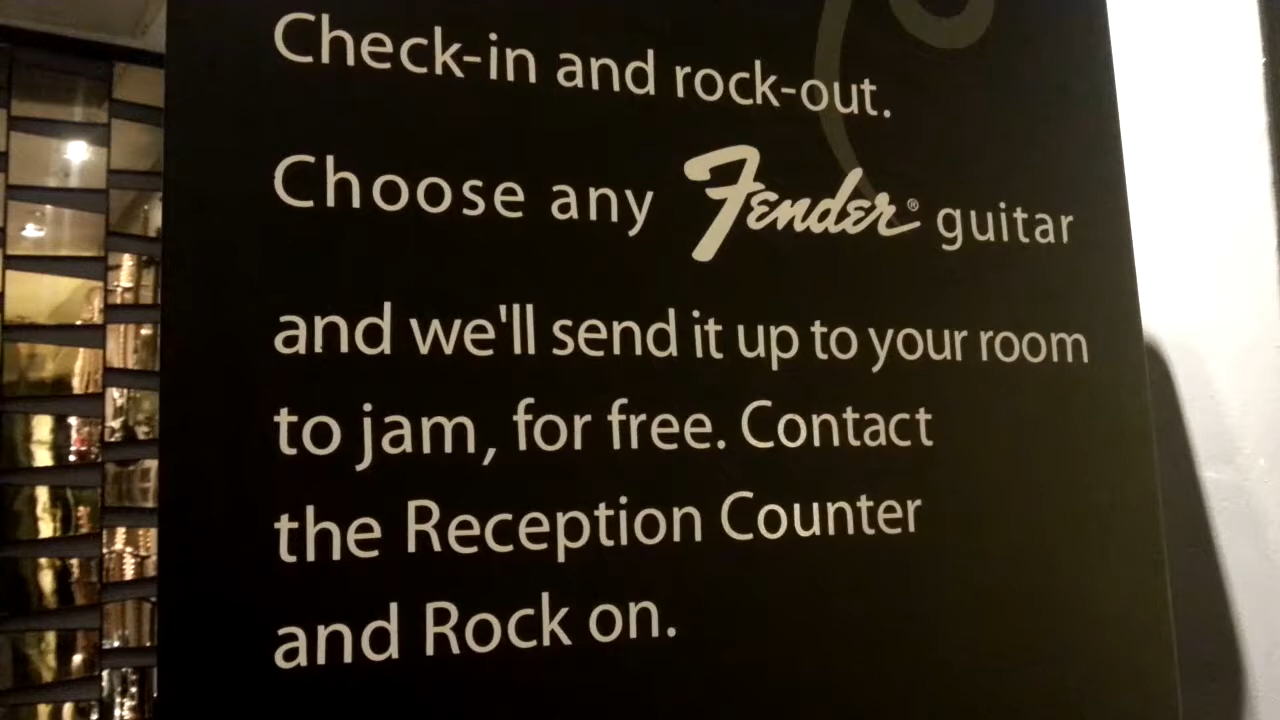 Check-in and rock-out.
Choose any Fender® guitar
and we'll send it up to your room
to jam, for free. Contact
the Reception Counter
and Rock on.